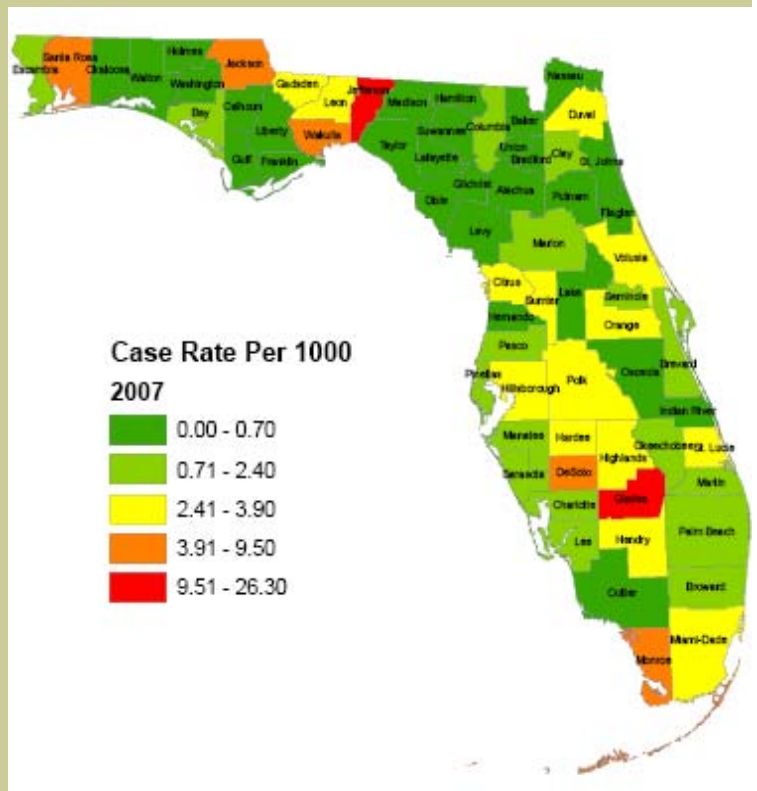 Holmes
Santa Rosa
Jackson
Escambia
Okaloosa
Walton
Washington
Gadsden
Jefferson
Nassau
Bay
Calhoun
Leon
Madison
Hamilton
Duval
Liberty
Wakulla
Suwannee
Columbia
Baker
Taylor
Union
Clay
St. Johns
Gulf
Franklin
Lafayette
Bradford
Gilchrist
Alachua
Putnam
Dixie
Flagler
Levy
Marion
Volusia
Citrus
Sumter
Lake
Seminole
Hernando
Orange
Case Rate Per 1000
Pasco
2007
Pinellas
Hillsborough
Polk
Osceola
Brevard
0.00 - 0.70
Indian River
0.71 - 2.40
Manatee
Hardee
Okeechobee
St. Lucie
Highlands
2.41 - 3.90
Sarasota
DeSoto
Martin
3.91 - 9.50
Charlotte
Glades
9.51 - 26.30
Lee
Hendry
Palm Beach
Collier
Broward
Miami-Dade
Monroe